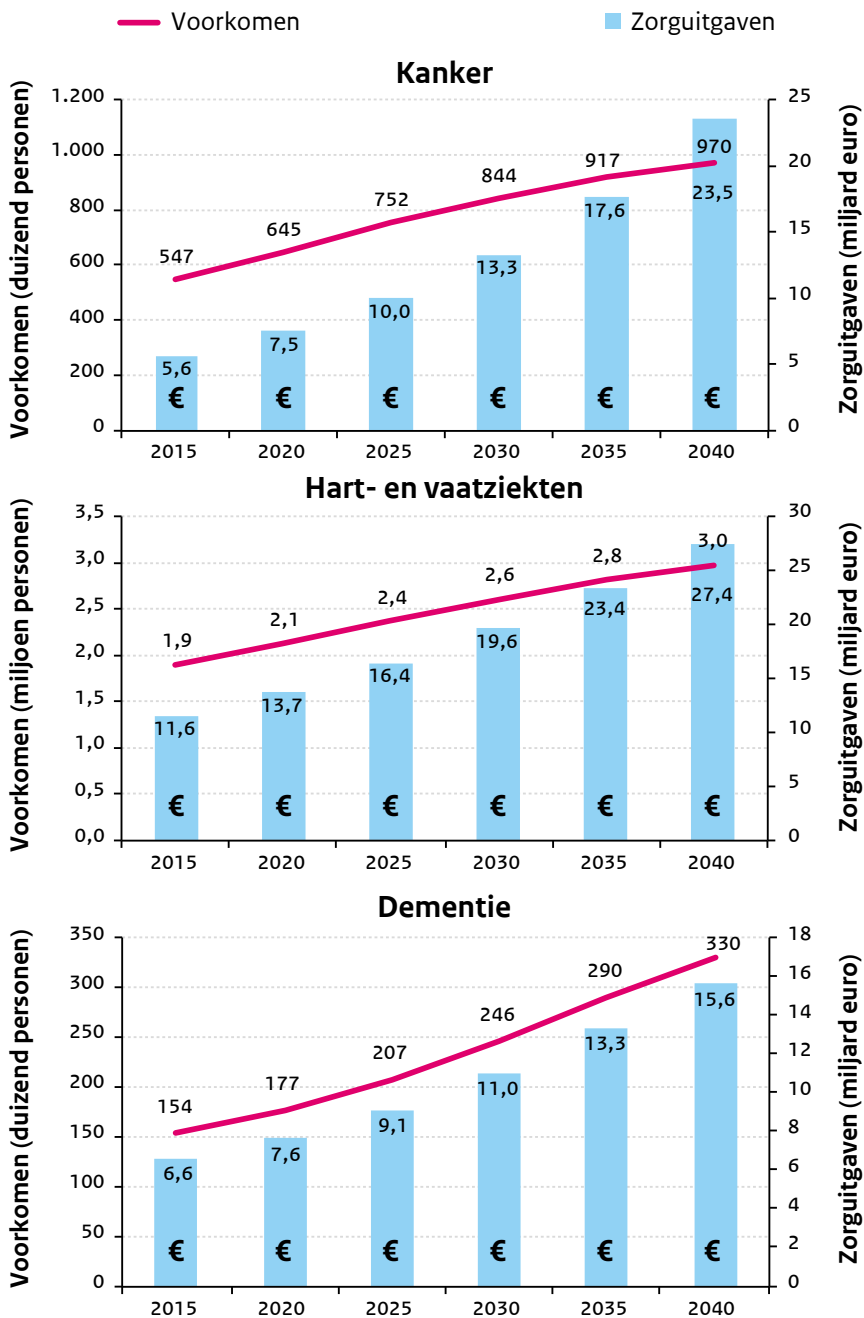 Voorkomen Zorguitgaven
Kanker
Voorkomen (duizend personen)
Zorguitgaven (miljard euro)
1.200 25
1.000 970 20
917
844
800 752 23,5
645 17,6 15
600 547
13,3
10,0 10
400
7,5
5,6 5
200
€ € € € € €
0 0
2015 2020 2025 2030 2035 2040
Hart- en vaatziekten
Voorkomen (miljoen personen)
Zorguitgaven (miljard euro)
3,5 30
3,0 3,0
2,8 25
2,6
2,5 2,4 27,4
2,1 23,4 20
2,0 1,9
19,6
16,4 15
1,5
13,7
11,6 10
1,0
0,5 5
€ € € € € €
0,0 0
2015 2020 2025 2030 2035 2040
Dementie
Voorkomen (duizend personen)
Zorguitgaven (miljard euro)
350 18
330
16
300 290
15,6 14
250 246
13,3 12
200 207
177 11,0 10
154
9,1
150 8
7,6
6,6 6
100
4
50
€ € € € € € 2
0 0
2015 2020 2025 2030 2035 2040